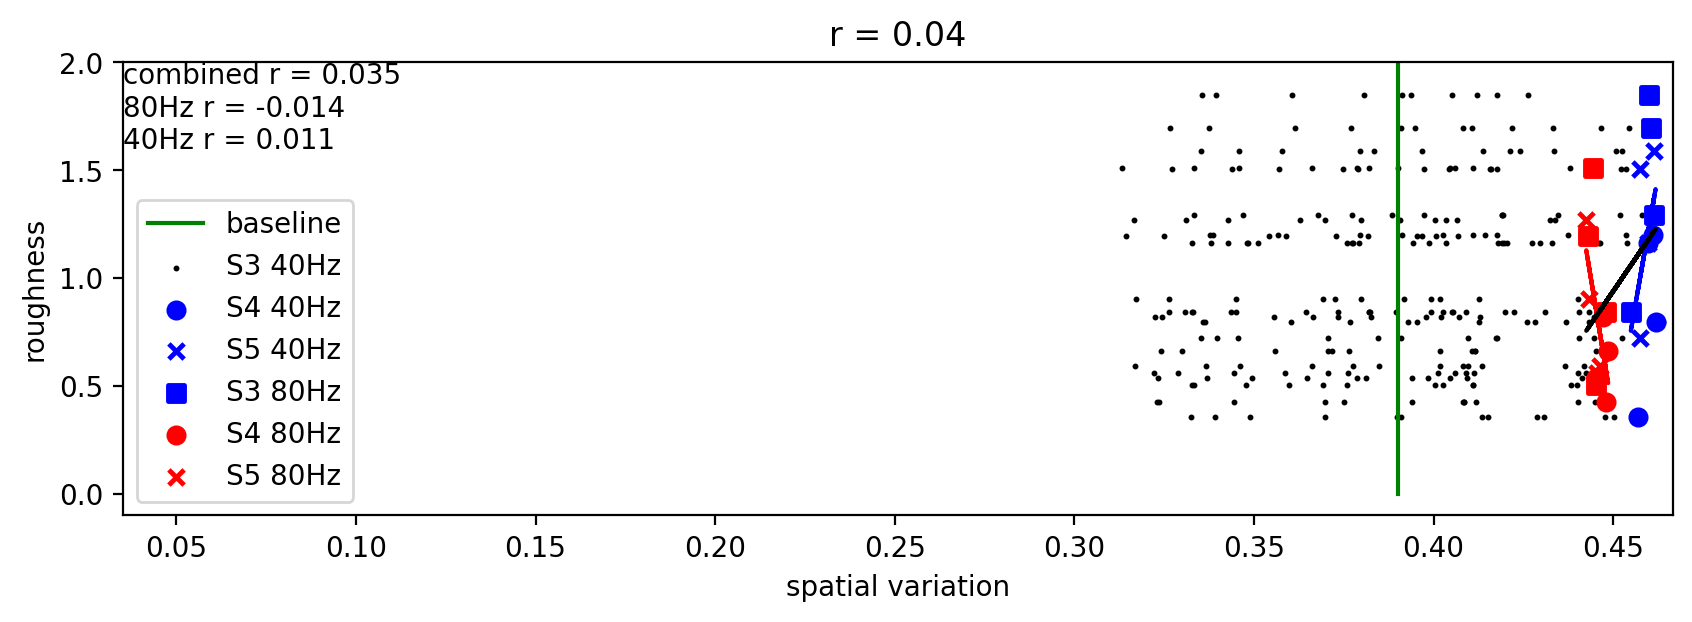 r = 0.04
combined r = 0.035
80Hz r = -0.014
40Hz r = 0.011
baseline
S3 40Hz
S4 40Hz
S5 40Hz
S3 80Hz
S4 80Hz
S5 80Hz
roughness
2.0
1.5
1.0
0.5
0.0
0.05 0.10 0.15 0.20 0.25 0.30 0.35 0.40 0.45
spatial variation